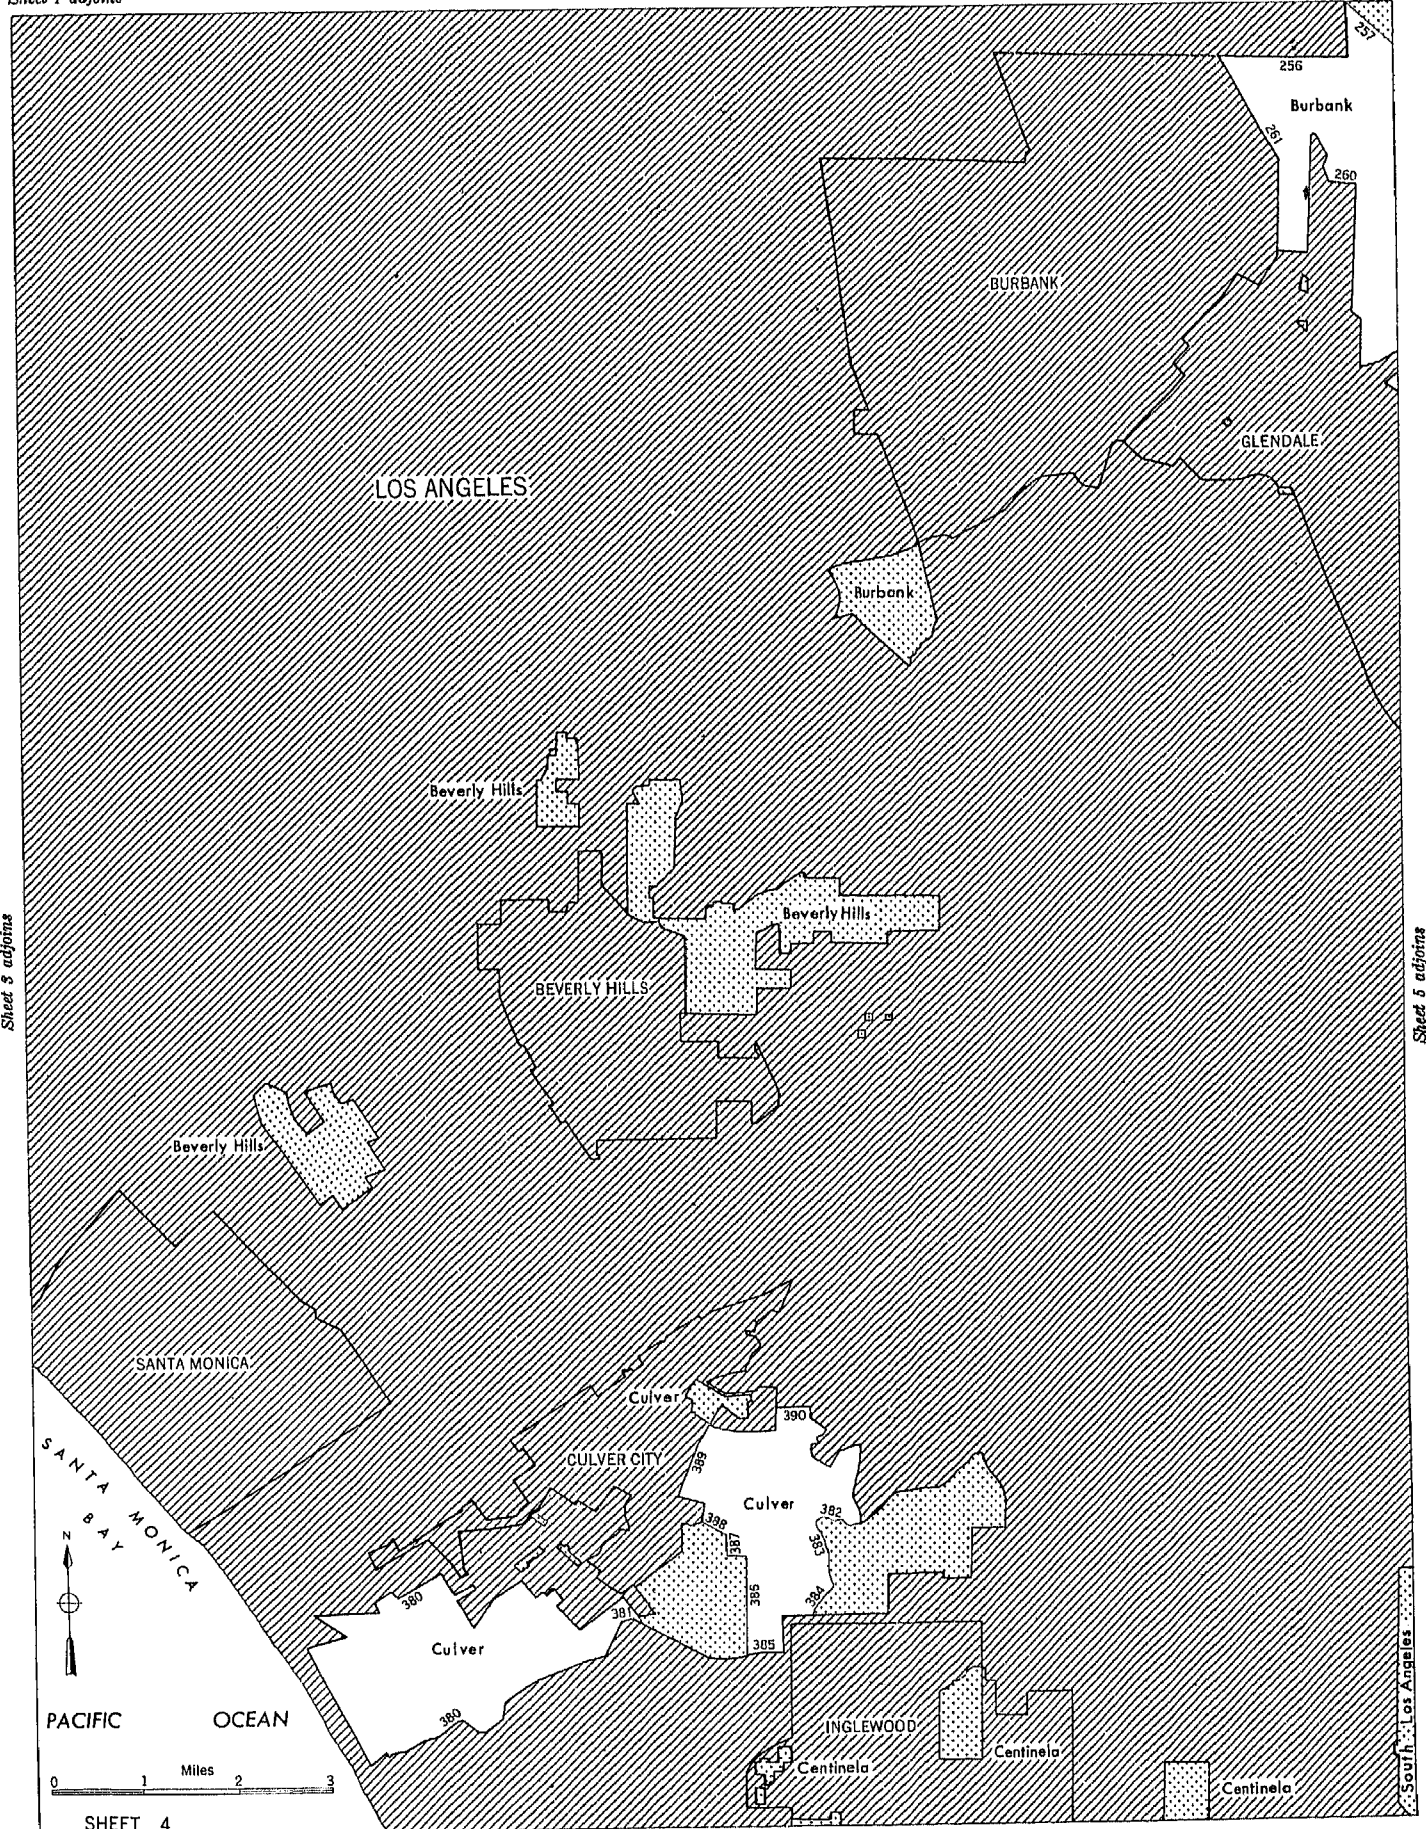 Sheet 1 adjoins
257
256
Burbank
261
260
BURBANK
GLENDALE
LOS ANGELES
Burbank
Beverly Hills
Beverly Hills
Sheet 3 adjoins
Sheet 5 adjoins
BEVERLY HILLS
Beverly Hills
SANTA MONICA
Culver
390
389
CULVER CITY
Culver
382
388
387
383
SANTA MONICA
BAY
N
380
386
384
381
Culver
385
380
PACIFIC OCEAN
INGLEWOOD
Centinela
Centinela
Centinela
South Los Angeles
Miles
0 1 2 3
SHEET 4